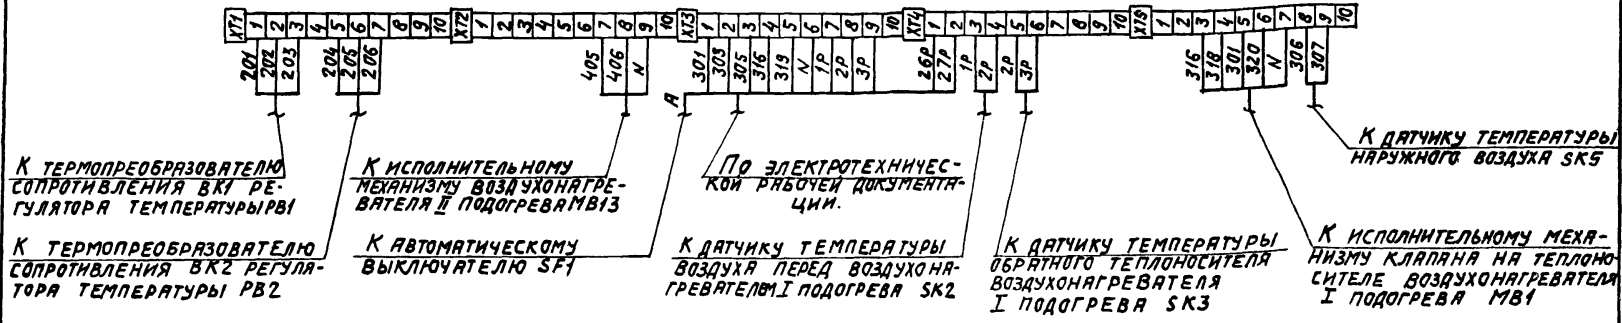 XT1 1 2 3 4 5 6 7 8 9 10 XT2 1 2 3 4 5 6 7 8 9 10 XT3 1 2 3 4 5 6 7 8 9 10 XT4 1 2 3 4 5 6 7 8 9 10 XT5 1 2 3 4 5 6 7 8 9 10
201 202 203 204 205 206 405 406 N A 301 303 305 316 319 N 1P 2P 3P 26P 27P 1P 2P 2P 3P 316 318 301 320 N 306 307
К ТЕРМОПРЕОБРАЗОВАТЕЛЮ
СОПРОТИВЛЕНИЯ ВК1 РЕ-
ГУЛЯТОРА ТЕМПЕРАТУРЫ РВ1
К ИСПОЛНИТЕЛЬНОМУ
МЕХАНИЗМУ ВОЗДУХОНАГРЕ-
ВАТЕЛЯ II ПОДОГРЕВА МВ13
ПО ЭЛЕКТРОТЕХНИЧЕС-
КОЙ РАБОЧЕЙ ДОКУМЕНТА-
ЦИИ.
К ДАТЧИКУ ТЕМПЕРАТУРЫ
НАРУЖНОГО ВОЗДУХА SK5
К ТЕРМОПРЕОБРАЗОВАТЕЛЮ
СОПРОТИВЛЕНИЯ ВК2 РЕГУЛЯ-
ТОРА ТЕМПЕРАТУРЫ РВ2
К АВТОМАТИЧЕСКОМУ
ВЫКЛЮЧАТЕЛЮ SF1
К ДАТЧИКУ ТЕМПЕРАТУРЫ
ВОЗДУХА ПЕРЕД ВОЗДУХОНА-
ГРЕВАТЕЛЕМ I ПОДОГРЕВА SK2
К ДАТЧИКУ ТЕМПЕРАТУРЫ
ОБРАТНОГО ТЕПЛОНОСИТЕЛЯ
ВОЗДУХОНАГРЕВАТЕЛЯ
I ПОДОГРЕВА SK3
К ИСПОЛНИТЕЛЬНОМУ МЕХА-
НИЗМУ КЛАПАНА НА ТЕПЛОНО-
СИТЕЛЕ ВОЗДУХОНАГРЕВАТЕЛЯ
I ПОДОГРЕВА МВ1